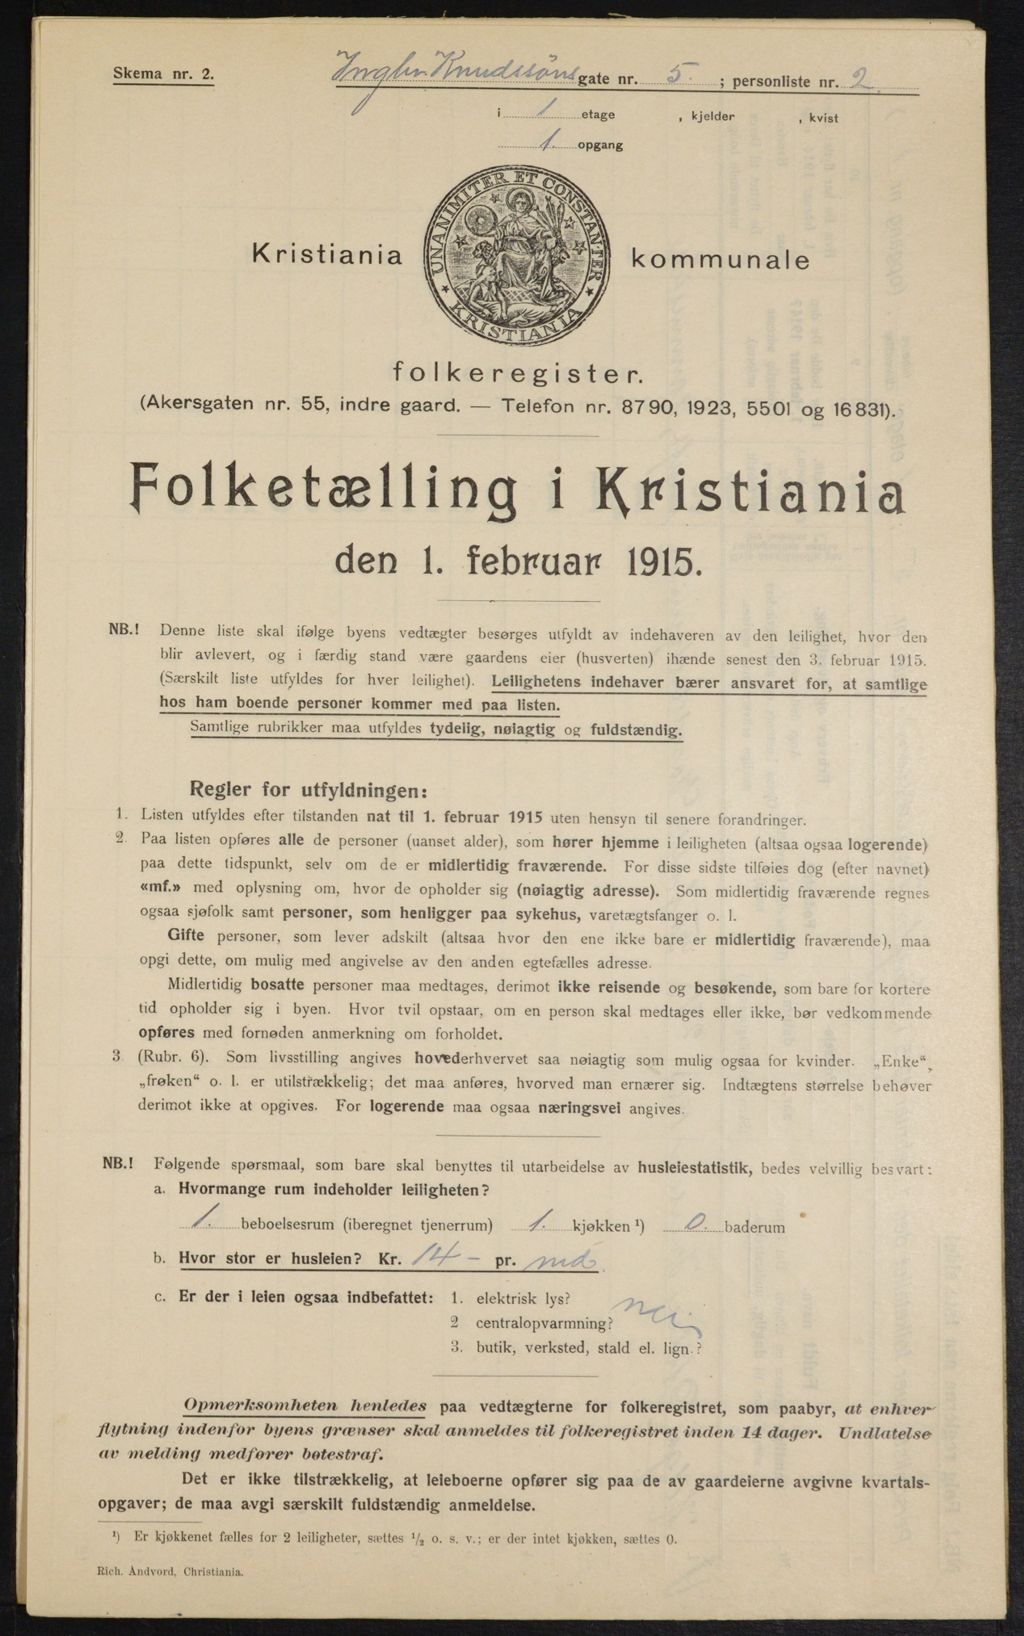 Skema nr. 2.
Knudssöns gate nr. 5 ; personliste nr. 2
i 1 etage , kjelder , kvist
1. opgang
UNANIMITER ET CONSTANTER
KRISTIANIA
Kristiania kommunale
folkeregister.
(Akersgaten nr. 55, indre gaard. — Telefon nr. 8790, 1923, 5501 og 16831).
Folketælling i Kristiania
den 1. februar 1915.
NB.! Denne liste skal ifølge byens vedtægter besørges utfyldt av indehaveren av den leilighet, hvor den
blir avlevert, og i færdig stand være gaardens eier (husverten) ihænde senest den 3. februar 1915.
(Særskilt liste utfyldes for hver leilighet). Leilighetens indehaver bærer ansvaret for, at samtlige
hos ham boende personer kommer med paa listen.
Samtlige rubrikker maa utfyldes tydelig, nøiagtig og fuldstændig.
Regler for utfyldningen:
1. Listen utfyldes efter tilstanden nat til 1. februar 1915 uten hensyn til senere forandringer.
2. Paa listen opføres alle de personer (uanset alder), som hører hjemme i leiligheten (altsaa ogsaa logerende)
paa dette tidspunkt, selv om de er midlertidig fraværende. For disse sidste tilføies dog (efter navnet)
«mf.» med oplysning om, hvor de opholder sig (nøiagtig adresse). Som midlertidig fraværende regnes
ogsaa sjøfolk samt personer, som henligger paa sykehus, varetægtsfanger o. l.
Gifte personer, som lever adskilt (altsaa hvor den ene ikke bare er midlertidig fraværende), maa
opgi dette, om mulig med angivelse av den anden egtefælles adresse.
Midlertidig bosatte personer maa medtages, derimot ikke reisende og besøkende, som bare for kortere
tid opholder sig i byen. Hvor tvil opstaar, om en person skal medtages eller ikke, bør vedkommende
opføres med fornøden anmerkning om forholdet.
3. (Rubr. 6). Som livsstilling angives hovederhvervet saa nøiagtig som mulig ogsaa for kvinder. „Enke“,
„frøken“ o. l. er utilstrækkelig; det maa anføres, hvorved man ernærer sig. Indtægtens størrelse behøver
derimot ikke at opgives. For logerende maa ogsaa næringsvei angives.
NB.! Følgende spørsmaal, som bare skal benyttes til utarbeidelse av husleiestatistik, bedes velvillig besvart:
a. Hvormange rum indeholder leiligheten?
1. beboelsesrum (iberegnet tjenerrum) 1. kjøkken ¹) 0. baderum
b. Hvor stor er husleien? Kr. 14 – pr. md.
c. Er der i leien ogsaa indbefattet: 1. elektrisk lys?
2 centralopvarmning? nei
3. butik, verksted, stald el. lign.?
Opmerksomheten henledes paa vedtægterne for folkeregistret, som paabyr, at enhver
flytning indenfor byens grænser skal anmeldes til folkeregistret inden 14 dager. Undlatelse
av melding medfører bøtestraf.
Det er ikke tilstrækkelig, at leieboerne opfører sig paa de av gaardeierne avgivne kvartals-
opgaver; de maa avgi særskilt fuldstændig anmeldelse.
¹) Er kjøkkenet fælles for 2 leiligheter, sættes ¹/₂ o. s. v.; er der intet kjøkken, sættes 0.
Rich. Andvord, Christiania.